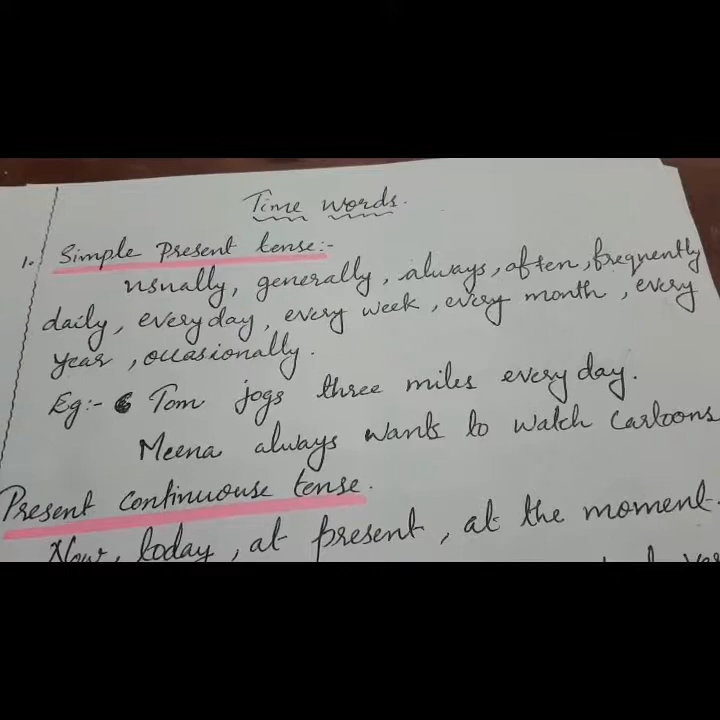 Time words.
1. Simple Present tense:-
usually, generally, always, often, frequently
daily, everyday, every week, every month, every
year, occasionally.
Eg:- Tom jogs three miles every day.
Meena always wants to watch cartoons
Present continuouse tense.
Now, today, at present, at the moment.